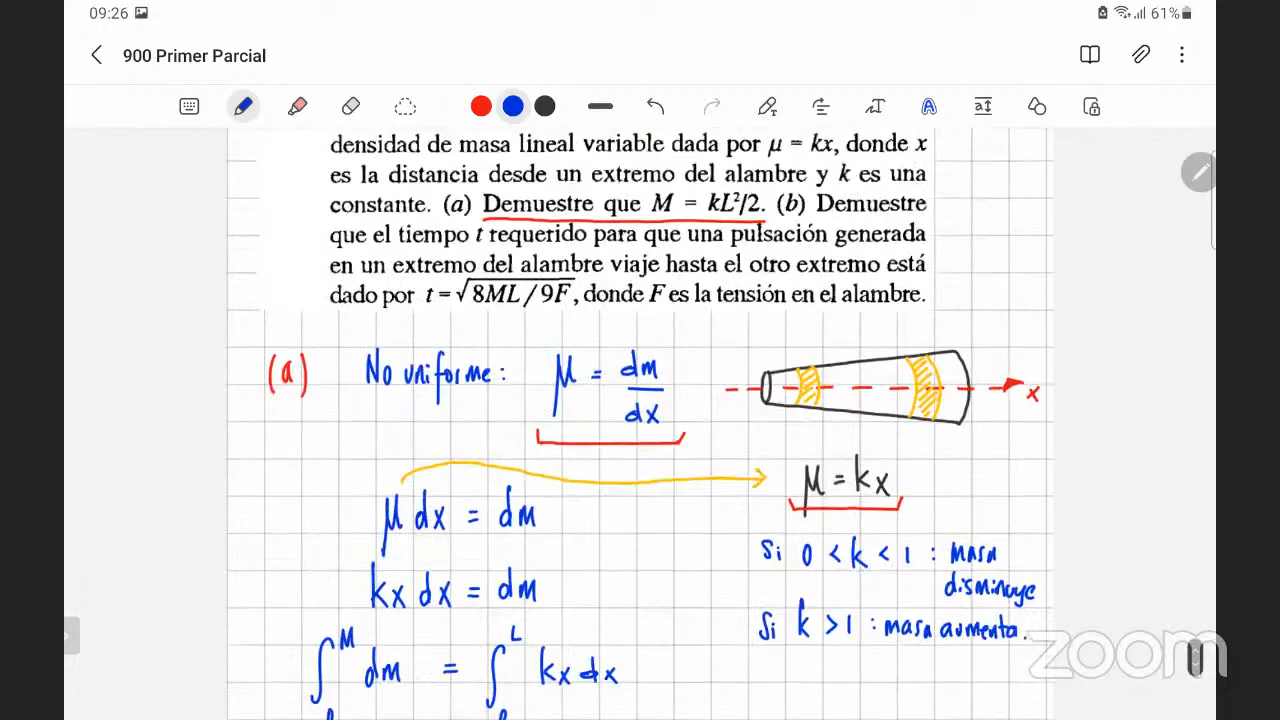 09:26
61%
900 Primer Parcial
densidad de masa lineal variable dada por μ = kx, donde x
es la distancia desde un extremo del alambre y k es una
constante. (a) Demuestre que M = kL²/2. (b) Demuestre
que el tiempo t requerido para que una pulsación generada
en un extremo del alambre viaje hasta el otro extremo está
dado por t = √8ML / 9F, donde F es la tensión en el alambre.
(a) No uniforme: μ = dm/dx
x
μ = kx
μ dx = dm
Si 0 < k < 1 : masa
disminuye
kx dx = dm
Si k > 1 : masa aumenta.
∫ᴹ dm = ∫ᴸ kx dx
zoom